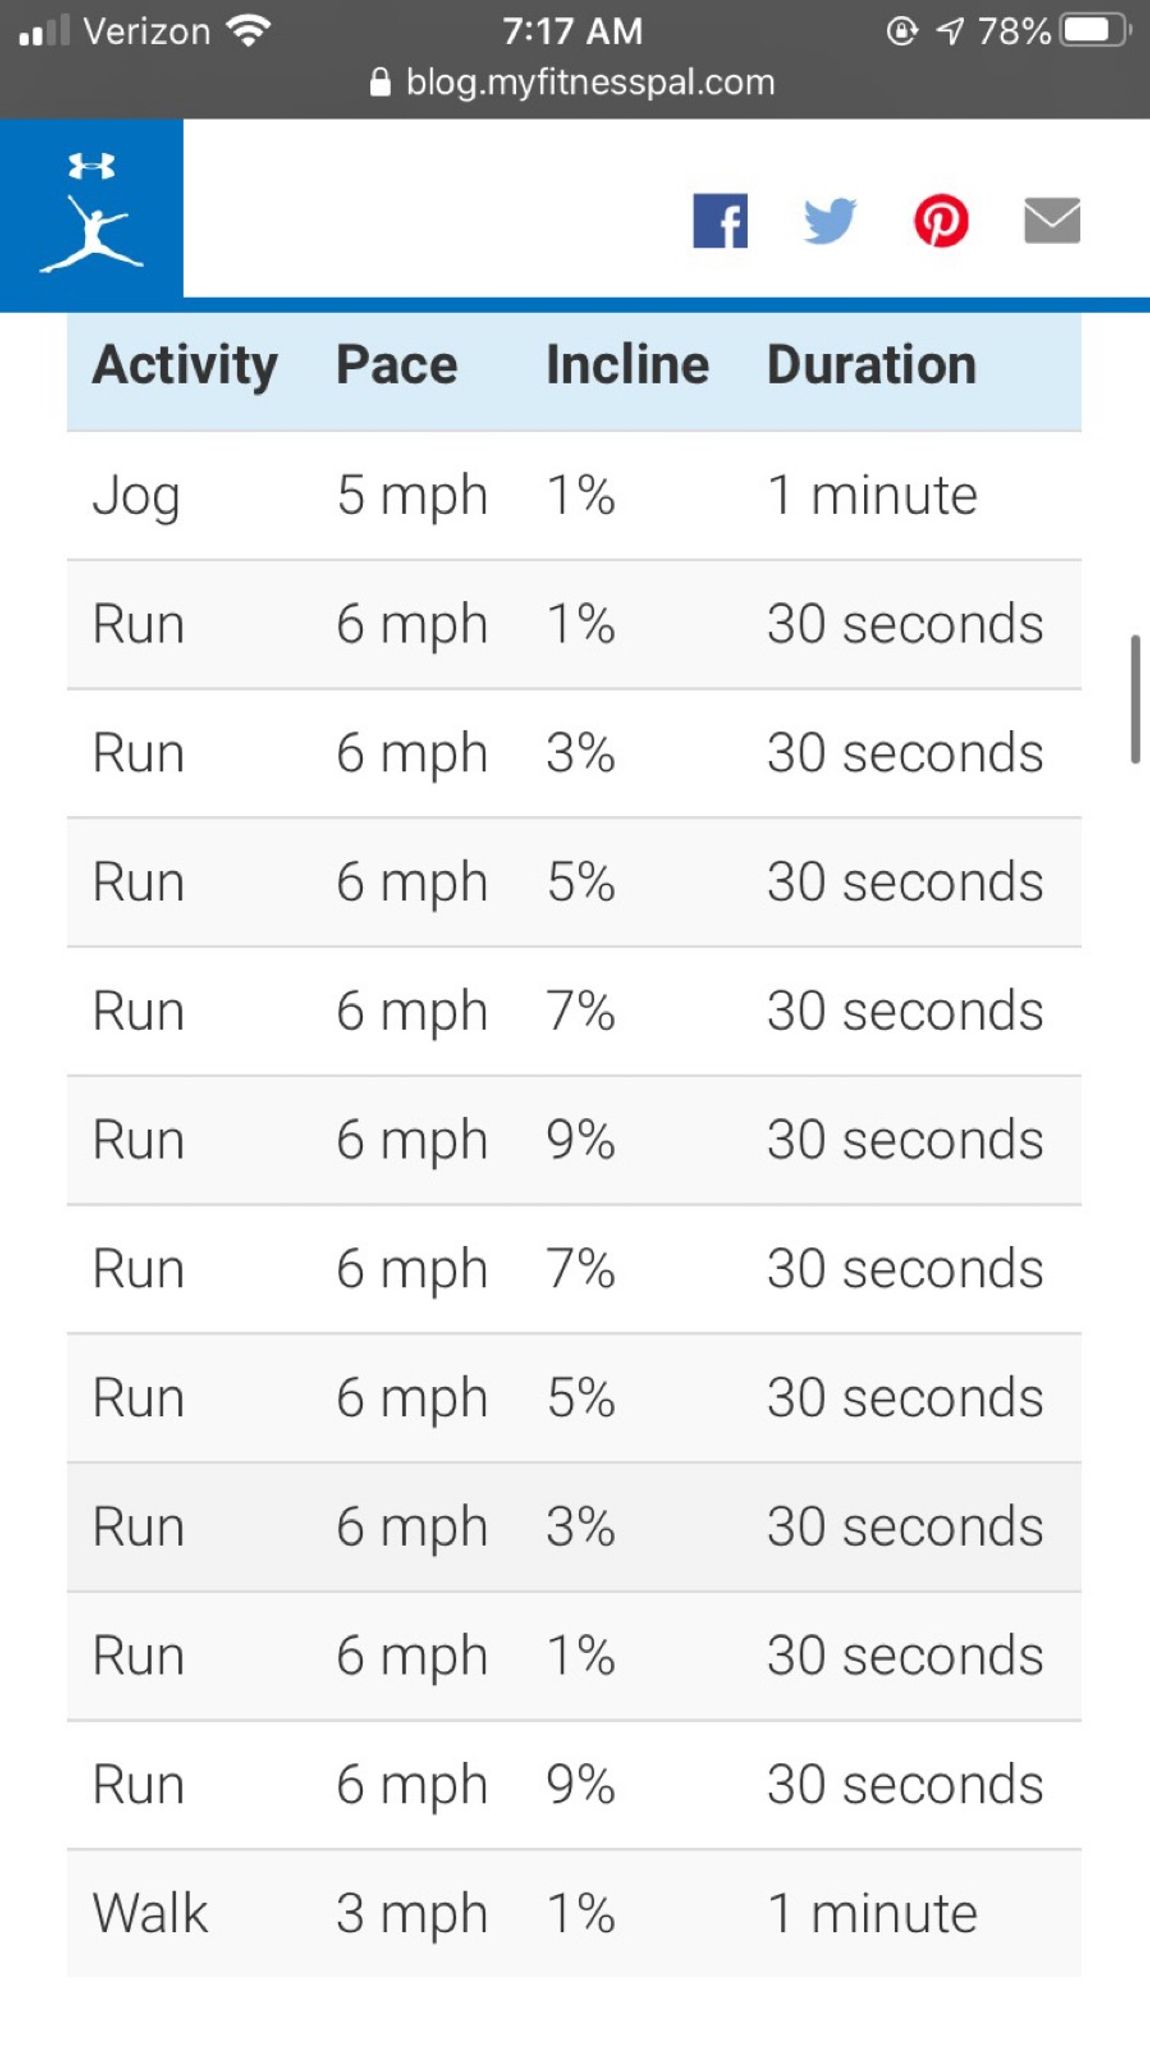 Verizon 7:17 AM 78%
blog.myfitnesspal.com
Activity Pace Incline Duration
Jog 5 mph 1% 1 minute
Run 6 mph 1% 30 seconds
Run 6 mph 3% 30 seconds
Run 6 mph 5% 30 seconds
Run 6 mph 7% 30 seconds
Run 6 mph 9% 30 seconds
Run 6 mph 7% 30 seconds
Run 6 mph 5% 30 seconds
Run 6 mph 3% 30 seconds
Run 6 mph 1% 30 seconds
Run 6 mph 9% 30 seconds
Walk 3 mph 1% 1 minute